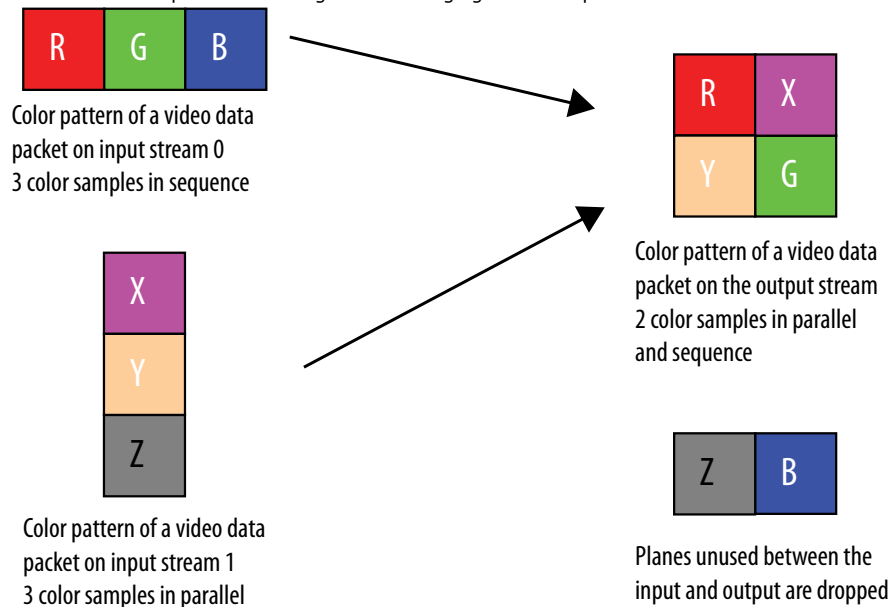 R G B
Color pattern of a video data
packet on input stream 0
3 color samples in sequence
X
Y
Z
Color pattern of a video data
packet on input stream 1
3 color samples in parallel
R X
Y G
Color pattern of a video data
packet on the output stream
2 color samples in parallel
and sequence
Z B
Planes unused between the
input and output are dropped